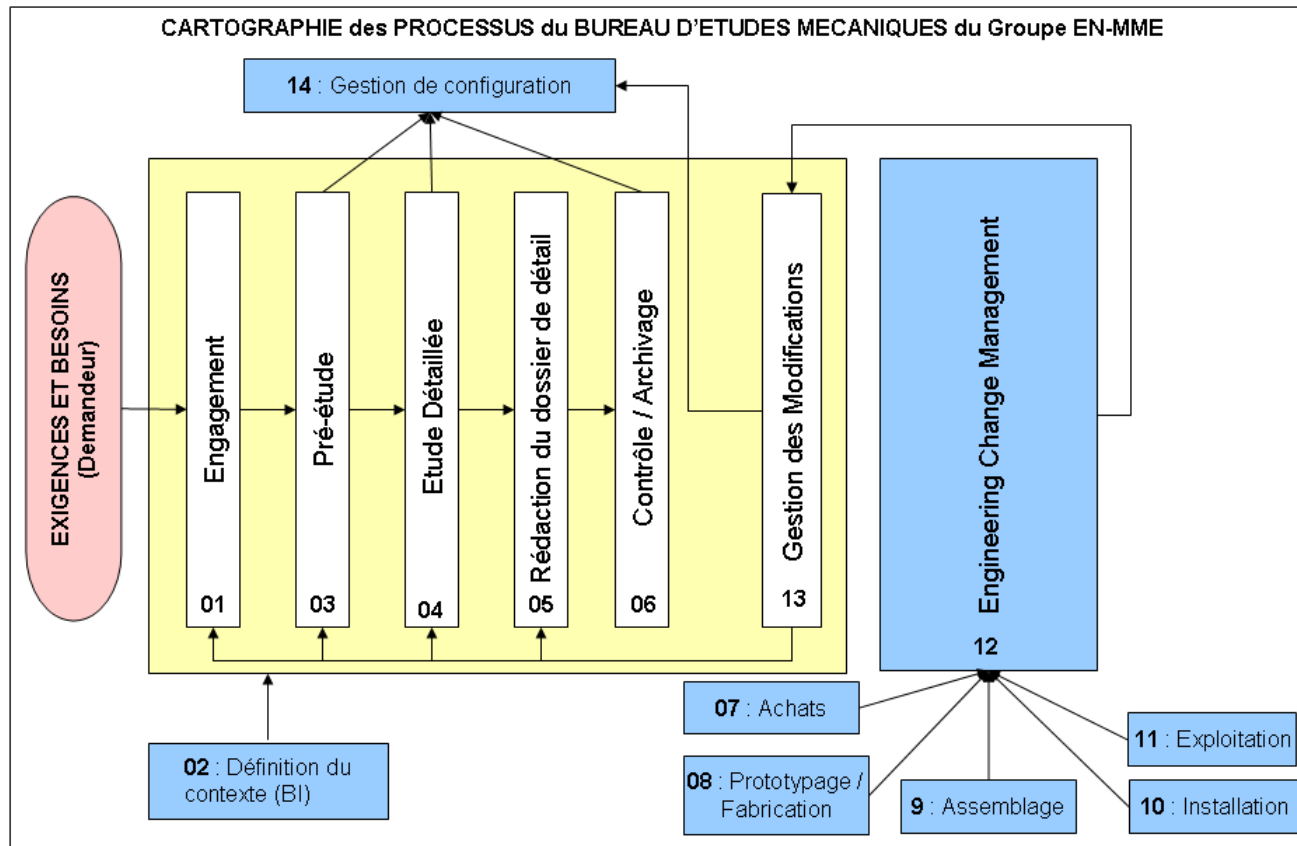 CARTOGRAPHIE des PROCESSUS du BUREAU D'ETUDES MECANIQUES du Groupe EN-MME
14 : Gestion de configuration
EXIGENCES ET BESOINS
(Demandeur)
Engagement
01
Pré-étude
03
Etude Détaillée
04
Rédaction du dossier de détail
05
Contrôle / Archivage
06
Gestion des Modifications
13
Engineering Change Management
12
02 : Définition du
contexte (BI)
07 : Achats
08 : Prototypage /
Fabrication
9 : Assemblage
10 : Installation
11 : Exploitation